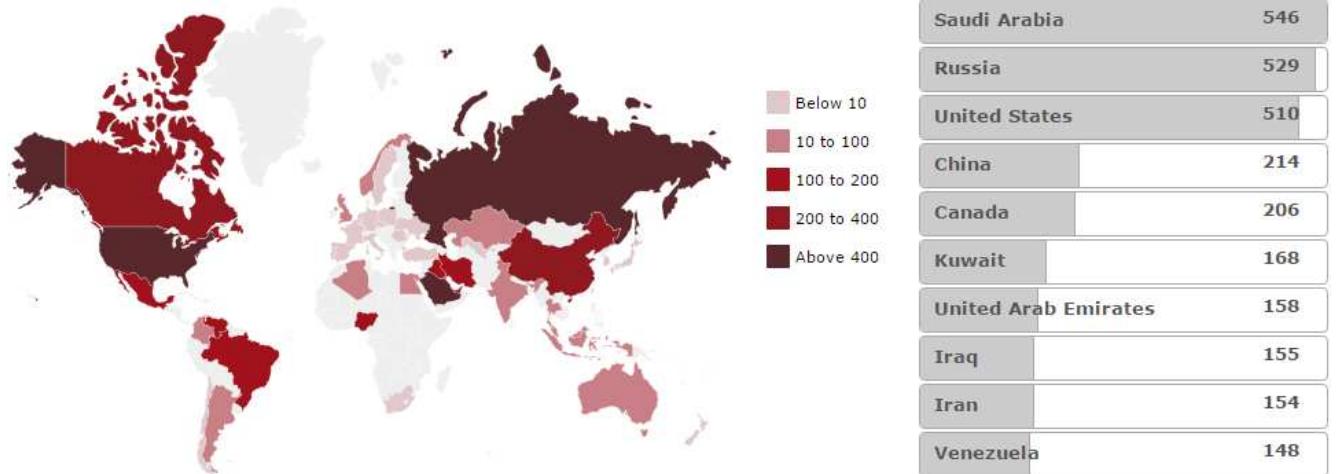 Below 10
10 to 100
100 to 200
200 to 400
Above 400
Saudi Arabia 546
Russia 529
United States 510
China 214
Canada 206
Kuwait 168
United Arab Emirates 158
Iraq 155
Iran 154
Venezuela 148